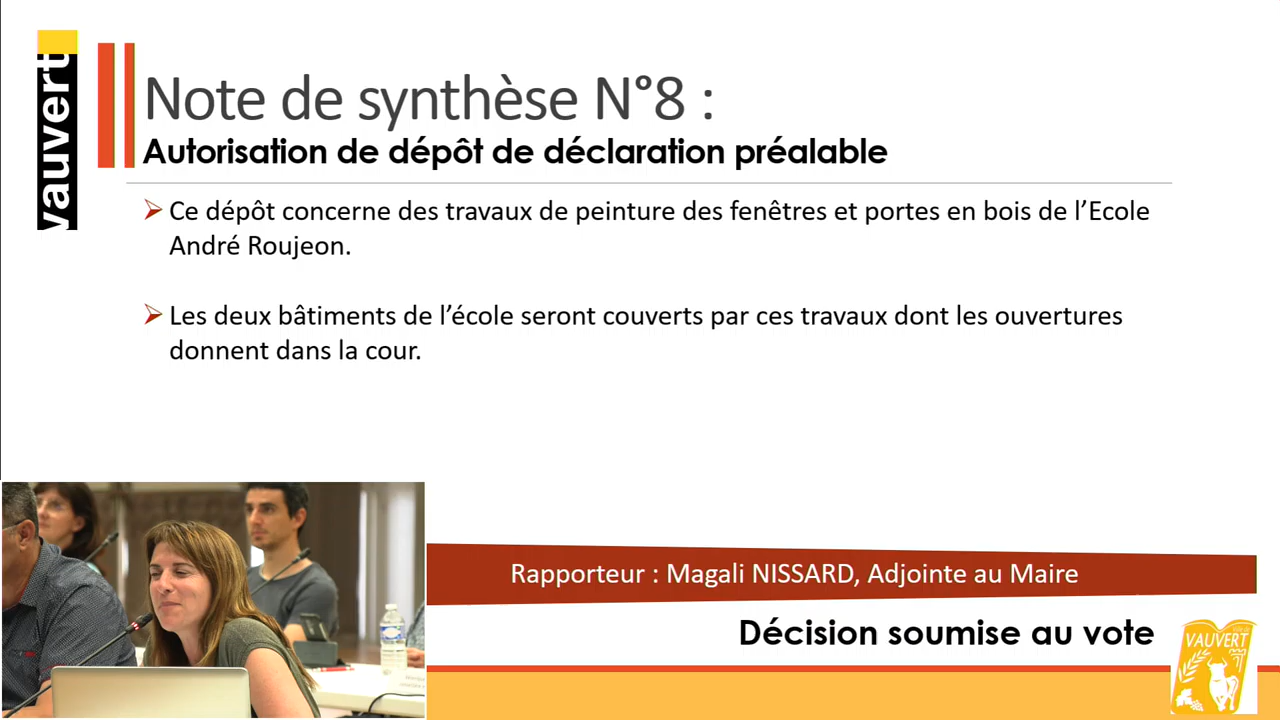 vauvert
Note de synthèse N°8 :
Autorisation de dépôt de déclaration préalable
Ce dépôt concerne des travaux de peinture des fenêtres et portes en bois de l’Ecole
André Roujeon.
Les deux bâtiments de l’école seront couverts par ces travaux dont les ouvertures
donnent dans la cour.
Rapporteur : Magali NISSARD, Adjointe au Maire
Décision soumise au vote
VAUVERT